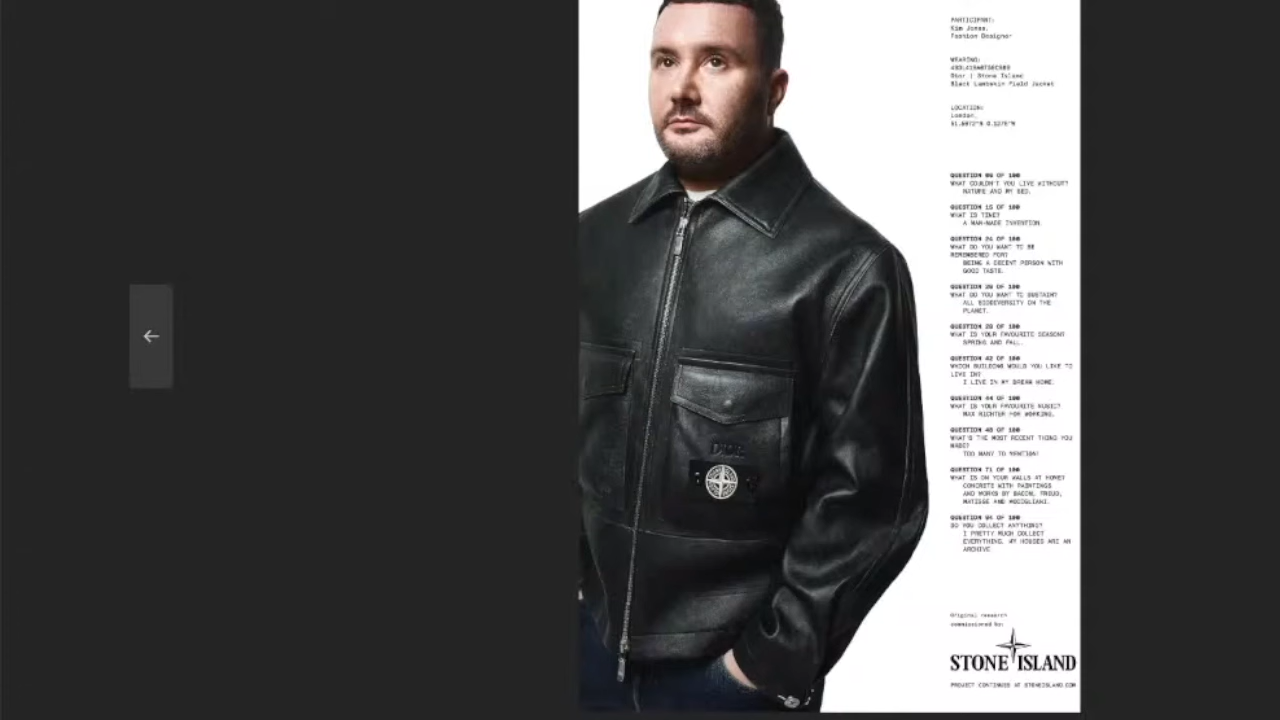 PARTICIPANT:
Kim Jones,
Fashion Designer
WEARING:
Dior | Stone Island
Black Lambskin Field Jacket
LOCATION:
London,
QUESTION 06 OF 100
WHAT COULDN'T YOU LIVE WITHOUT?
NATURE AND MY BED.
QUESTION 15 OF 100
WHAT IS TIME?
A MAN-MADE INVENTION.
QUESTION 24 OF 100
WHAT DO YOU WANT TO BE
REMEMBERED FOR?
BEING A DECENT PERSON WITH
GOOD TASTE.
QUESTION 26 OF 100
WHAT DO YOU WANT TO SUSTAIN?
ALL BIODIVERSITY ON THE
PLANET.
QUESTION 28 OF 100
WHAT IS YOUR FAVOURITE SEASON?
SPRING AND FALL.
QUESTION 42 OF 100
WHICH BUILDING WOULD YOU LIKE TO
LIVE IN?
I LIVE IN MY DREAM HOME.
QUESTION 44 OF 100
WHAT IS YOUR FAVOURITE MUSIC?
MAX RICHTER FOR WORKING.
QUESTION 48 OF 100
WHAT'S THE MOST RECENT THING YOU
MADE?
TOO MANY TO MENTION!
QUESTION 71 OF 100
WHAT IS ON YOUR WALLS AT HOME?
CONCRETE WITH PAINTINGS
AND WORKS BY BACON, FREUD,
MATISSE AND MODIGLIANI.
QUESTION 94 OF 100
DO YOU COLLECT ANYTHING?
I PRETTY MUCH COLLECT
EVERYTHING. MY HOUSES ARE AN
ARCHIVE
DIOR
Original research
commissioned by:
STONE ISLAND
PROJECT CONTINUES AT STONEISLAND.COM